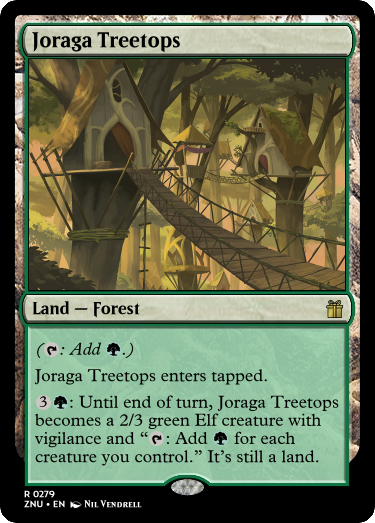 Joraga Treetops
Land — Forest
(: Add .)
Joraga Treetops enters tapped.
3 : Until end of turn, Joraga Treetops
becomes a 2/3 green Elf creature with
vigilance and “: Add for each
creature you control.” It's still a land.
R 0279
ZNU • EN Nil Vendrell